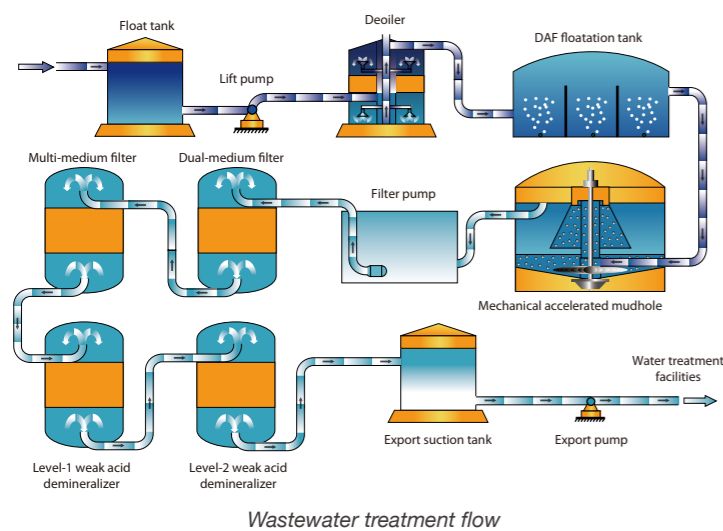 Float tank
Lift pump
Deoiler
DAF floatation tank
Multi-medium filter
Dual-medium filter
Filter pump
Mechanical accelerated mudhole
Level-1 weak acid
demineralizer
Level-2 weak acid
demineralizer
Export suction tank
Export pump
Water treatment
facilities
Wastewater treatment flow